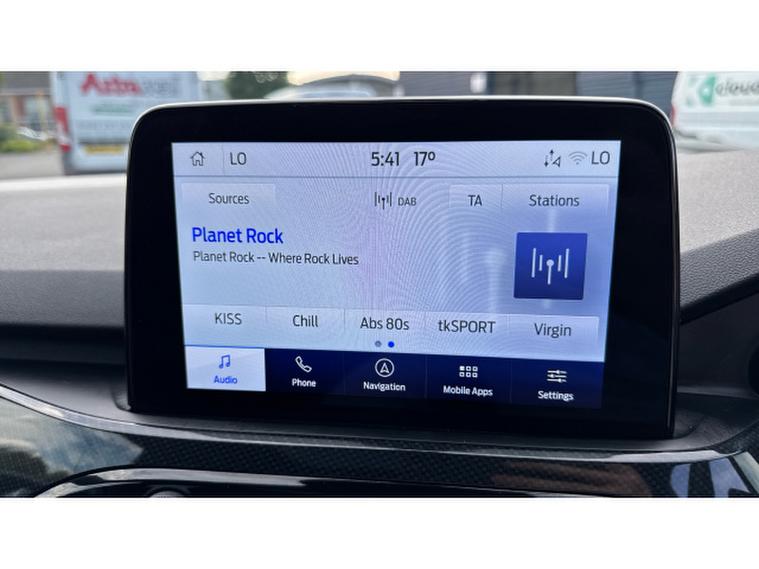 cloud
LO 5:41 17° LO
Sources DAB TA Stations
Planet Rock
Planet Rock -- Where Rock Lives
KISS Chill Abs 80s tkSPORT Virgin
Audio Phone Navigation Mobile Apps Settings